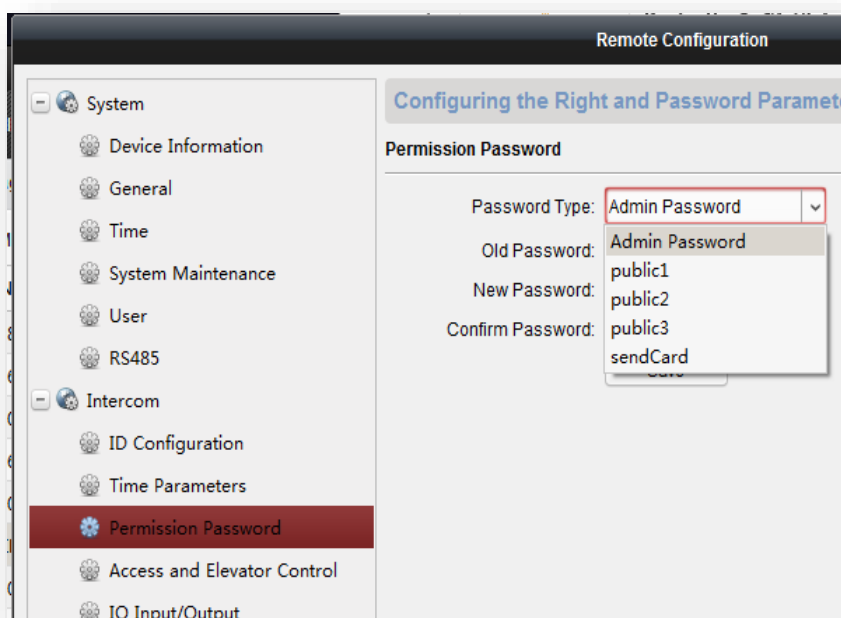 Remote Configuration
System
Device Information
General
Time
System Maintenance
User
RS485
Intercom
ID Configuration
Time Parameters
Permission Password
Access and Elevator Control
IO Input/Output
Configuring the Right and Password
Permission Password
Password Type: Admin Password
Old Password:
New Password:
Confirm Password:
Admin Password
public1
public2
public3
sendCard